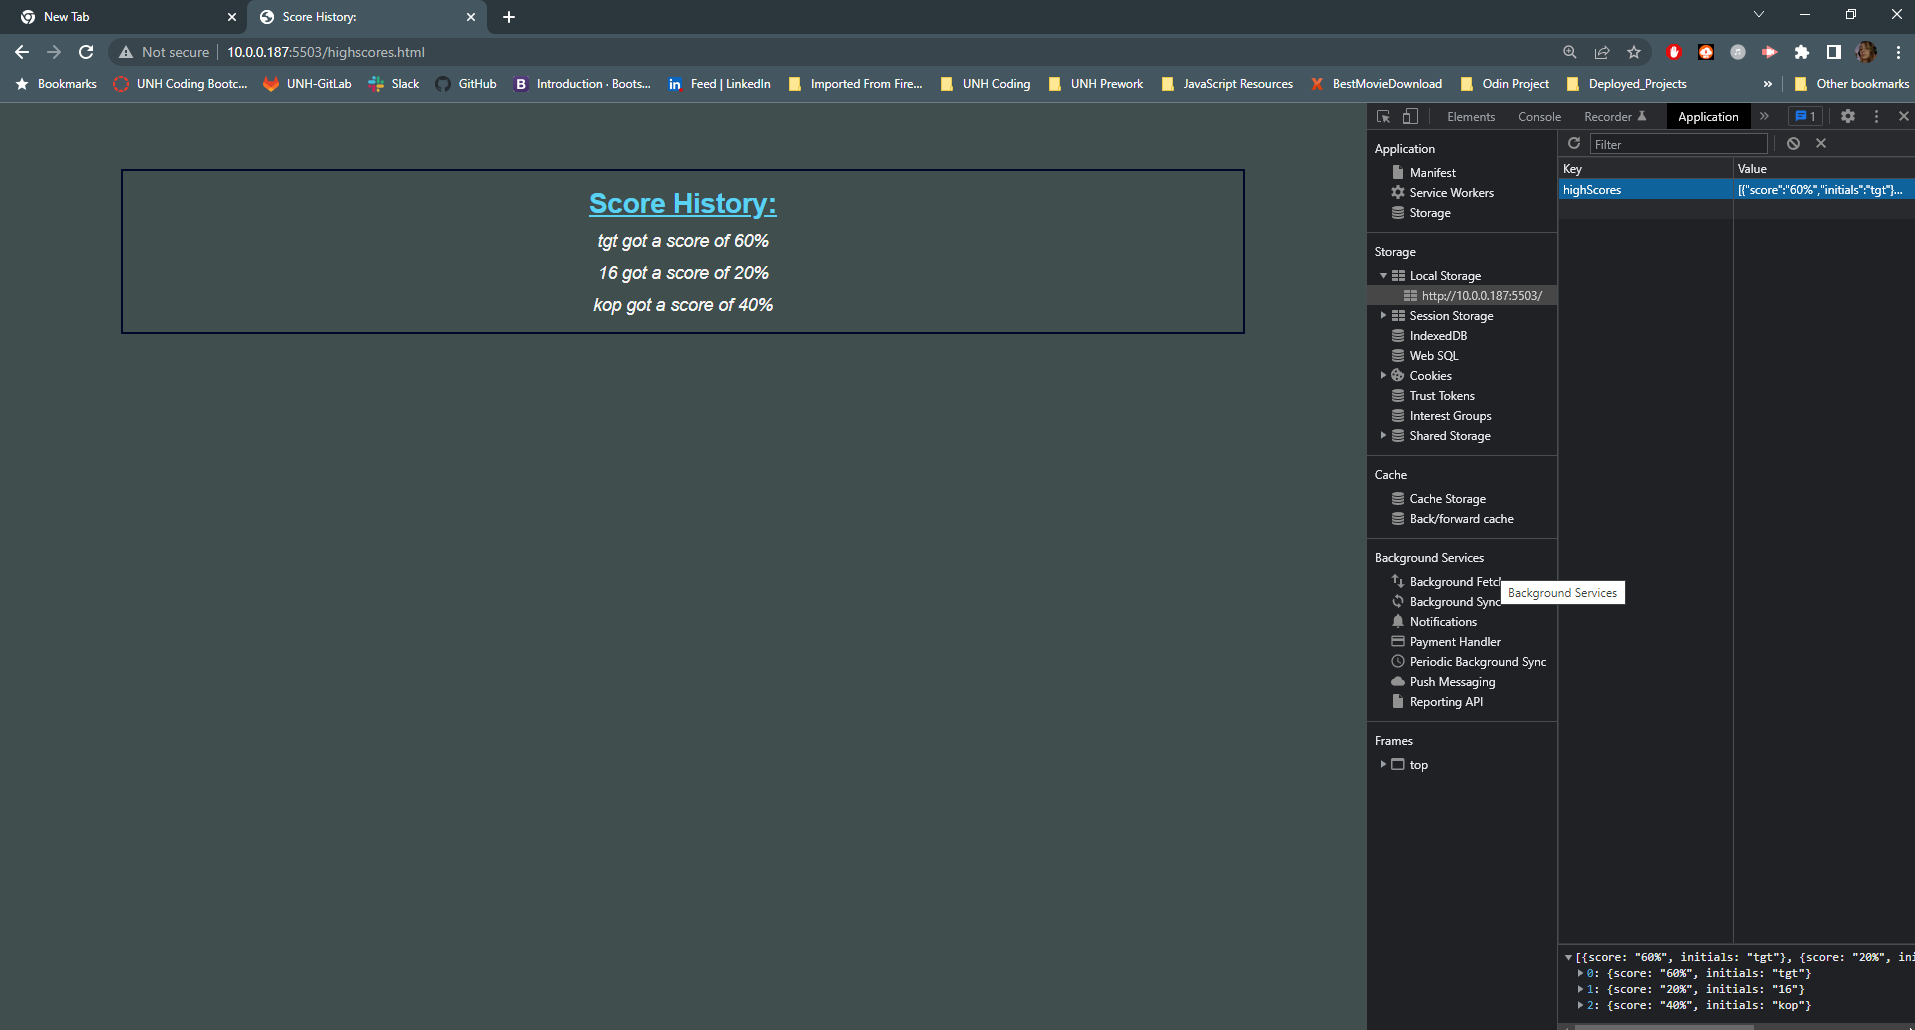 New Tab
Score History:
Not secure
10.0.0.187:5503/highscores.html
Bookmarks
UNH Coding Bootc...
UNH-GitLab
Slack
GitHub
Introduction · Boots...
Feed | LinkedIn
Imported From Fire...
UNH Coding
UNH Prework
JavaScript Resources
BestMovieDownload
Odin Project
Deployed_Projects
»
Other bookmarks
Score History:
tgt got a score of 60%
16 got a score of 20%
kop got a score of 40%
Elements
Console
Recorder
Application
»
1
Application
Manifest
Service Workers
Storage
Storage
Local Storage
http://10.0.0.187:5503/
Session Storage
IndexedDB
Web SQL
Cookies
Trust Tokens
Interest Groups
Shared Storage
Cache
Cache Storage
Back/forward cache
Background Services
Background Fetch
Background Services
Background Sync
Notifications
Payment Handler
Periodic Background Sync
Push Messaging
Reporting API
Frames
top
Filter
Key
Value
highScores
[{"score":"60%","initials":"tgt"}...
[{score: "60%", initials: "tgt"}, {score: "20%", ini
0: {score: "60%", initials: "tgt"}
1: {score: "20%", initials: "16"}
2: {score: "40%", initials: "kop"}